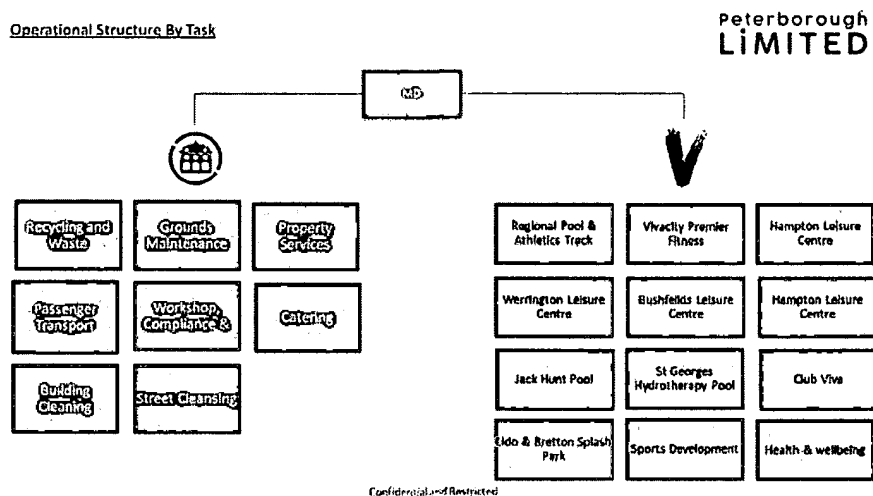 Operational Structure By Task
Peterborough
LiMITED
MD
Recycling and
Waste
Grounds
Maintenance
Property
Services
Passenger
Transport
Workshop,
Compliance &
Catering
Building
Cleaning
Street Cleansing
Regional Pool &
Athletics Track
Vivacity Premier
Fitness
Hampton Leisure
Centre
Werrington Leisure
Centre
Bushfields Leisure
Centre
Hampton Leisure
Centre
Jack Hunt Pool
St Georges
Hydrotherapy Pool
Club Viva
Lido & Bretton Splash
Park
Sports Development
Health & wellbeing
Confidential and Restricted